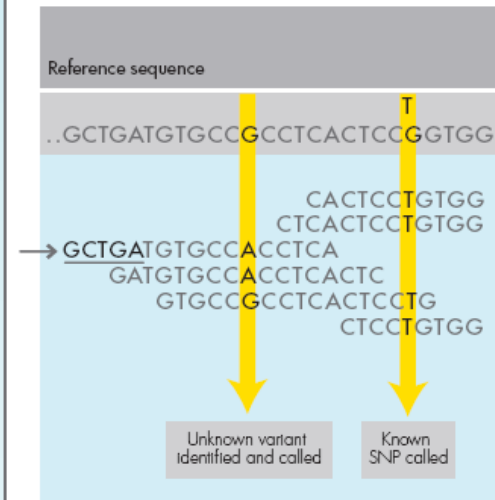 Reference sequence
T
..GCTGATGTGCCGCCTCACTCCGGTGG
CACTCCTGTGG
CTCACTCCTGTGG
GCTGATGTGCCACCTCA
GATGTGCCACCTCACTC
GTGCCGCCTCACTCCTG
CTCCTGTGG
Unknown variant
identified and called
Known
SNP called